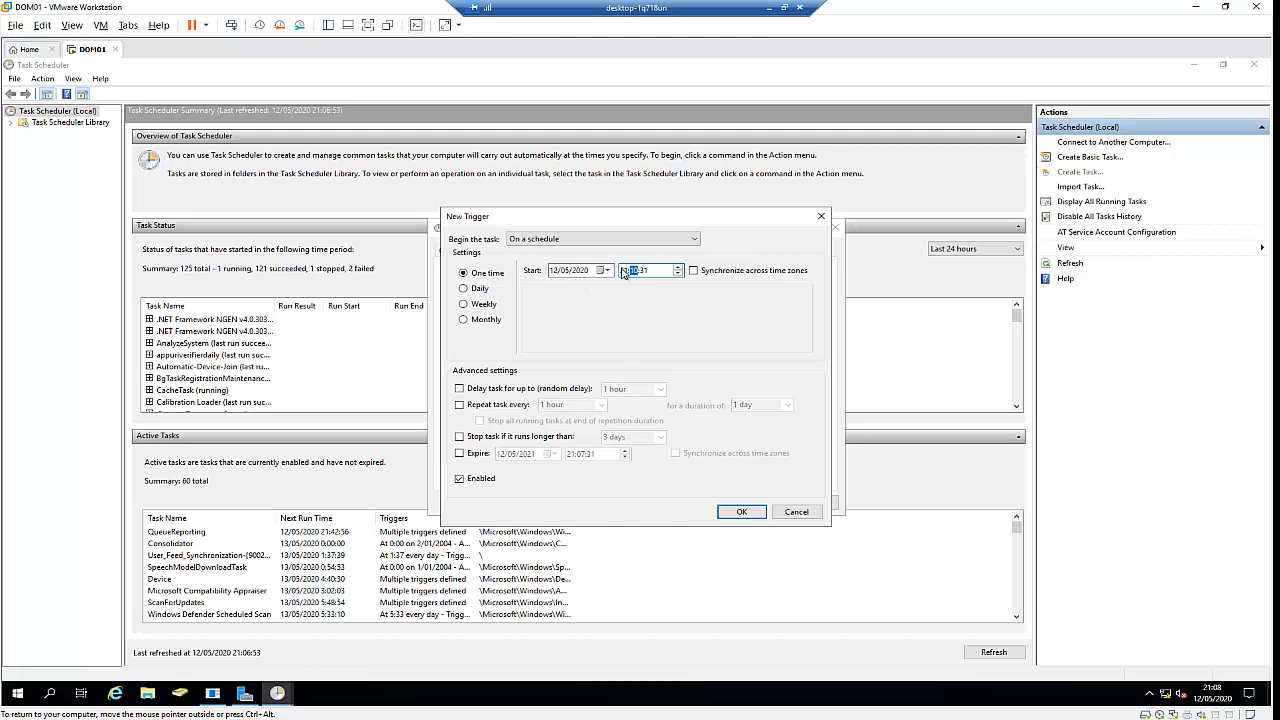 DOM01 - VMware Workstation
desktop-1q718un
File Edit View VM Tabs Help
Home
DOM01
Task Scheduler
File Action View Help
Task Scheduler (Local)
Task Scheduler Library
Task Scheduler Summary (Last refreshed: 12/05/2020 21:06:53)
Overview of Task Scheduler
You can use Task Scheduler to create and manage common tasks that your computer will carry out automatically at the times you specify. To begin, click a command in the Action menu.
Tasks are stored in folders in the Task Scheduler Library. To view or perform an operation on an individual task, select the task in the Task Scheduler Library and click on a command in the Action menu.
Task Status
Status of tasks that have started in the following time period:
Last 24 hours
Summary: 125 total - 1 running, 121 succeeded, 1 stopped, 2 failed
Task Name Run Result Run Start Run End
.NET Framework NGEN v4.0.303...
.NET Framework NGEN v4.0.303...
AnalyzeSystem (last run succee...
appuriverifierdaily (last run suc...
Automatic-Device-Join (last ru...
BgTaskRegistrationMaintenanc...
CacheTask (running)
Calibration Loader (last run suc...
Active Tasks
Active tasks are tasks that are currently enabled and have not expired.
Summary: 60 total
Task Name Next Run Time Triggers
QueueReporting 12/05/2020 21:42:56 Multiple triggers defined \Microsoft\Windows\Wi...
Consolidator 13/05/2020 0:00:00 At 0:00 on 2/01/2004 - A... \Microsoft\Windows\C...
User_Feed_Synchronization-{9002... 13/05/2020 1:37:39 At 1:37 every day - Trigg... \
SpeechModelDownloadTask 13/05/2020 0:54:53 At 0:00 on 1/01/2004 - A... \Microsoft\Windows\Sp...
Device 13/05/2020 4:40:30 Multiple triggers defined \Microsoft\Windows\De...
Microsoft Compatibility Appraiser 13/05/2020 3:02:03 Multiple triggers defined \Microsoft\Windows\A...
ScanForUpdates 13/05/2020 5:48:54 Multiple triggers defined \Microsoft\Windows\In...
Windows Defender Scheduled Scan 13/05/2020 5:33:10 At 5:33 every day - Trigg... \Microsoft\Windows\Wi...
Last refreshed at 12/05/2020 21:06:53
Refresh
New Trigger
Begin the task: On a schedule
Settings
One time
Daily
Weekly
Monthly
Start: 12/05/2020 :10:31 Synchronize across time zones
Advanced settings
Delay task for up to (random delay): 1 hour
Repeat task every: 1 hour for a duration of: 1 day
Stop all running tasks at end of repetition duration
Stop task if it runs longer than: 3 days
Expire: 12/05/2021 21:07:31 Synchronize across time zones
Enabled
OK Cancel
Actions
Task Scheduler (Local)
Connect to Another Computer...
Create Basic Task...
Create Task...
Import Task...
Display All Running Tasks
Disable All Tasks History
AT Service Account Configuration
View
Refresh
Help
21:08
12/05/2020
To return to your computer, move the mouse pointer outside or press Ctrl+Alt.